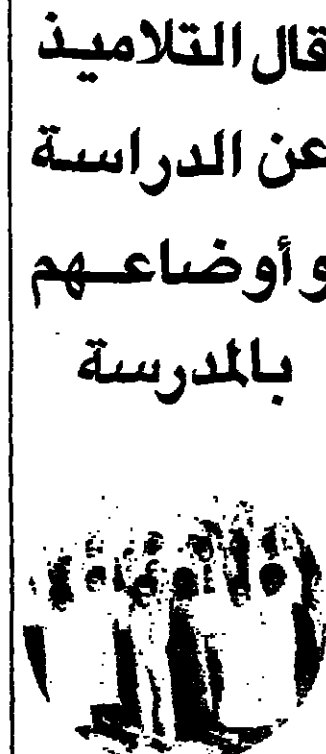 قال التلاميذ
عن الدراسة
وأوضاعهم
بالمدرسة